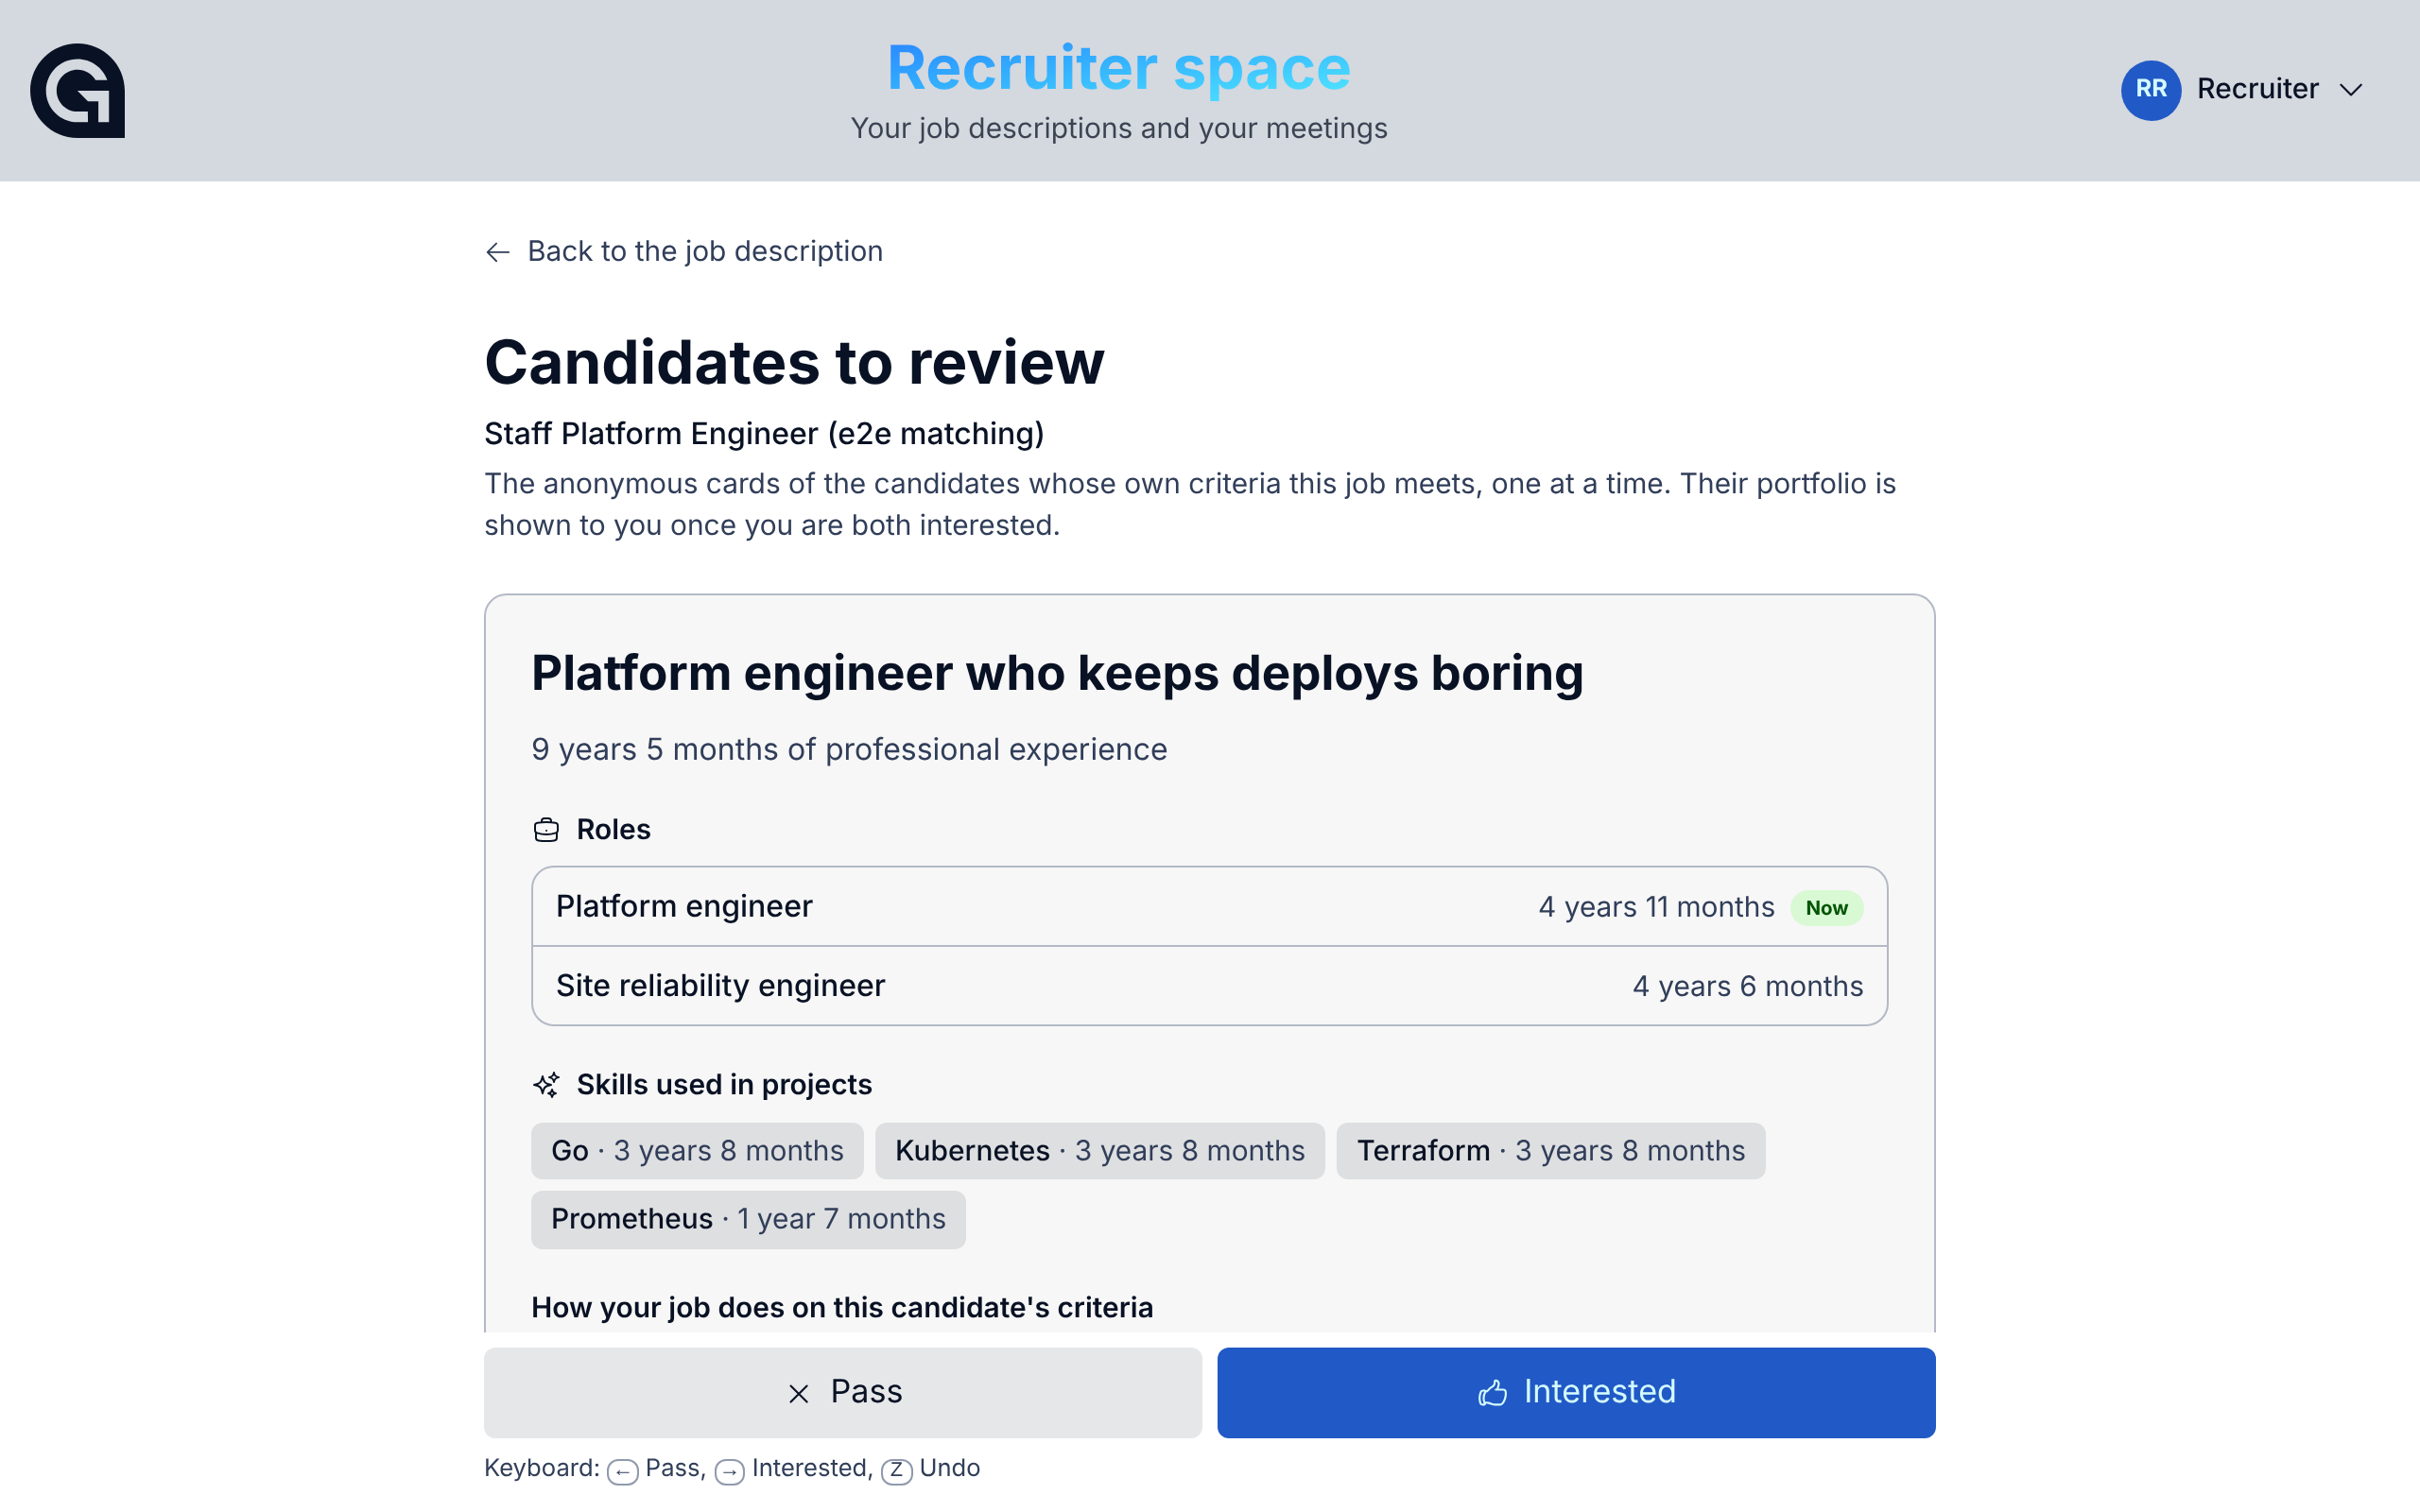 Recruiter space
Your job descriptions and your meetings
RR Recruiter
← Back to the job description
Candidates to review
Staff Platform Engineer (e2e matching)
The anonymous cards of the candidates whose own criteria this job meets, one at a time. Their portfolio is
shown to you once you are both interested.
Platform engineer who keeps deploys boring
9 years 5 months of professional experience
Roles
Platform engineer 4 years 11 months Now
Site reliability engineer 4 years 6 months
Skills used in projects
Go · 3 years 8 months Kubernetes · 3 years 8 months Terraform · 3 years 8 months
Prometheus · 1 year 7 months
How your job does on this candidate's criteria
Pass Interested
Keyboard: ← Pass, → Interested, Z Undo